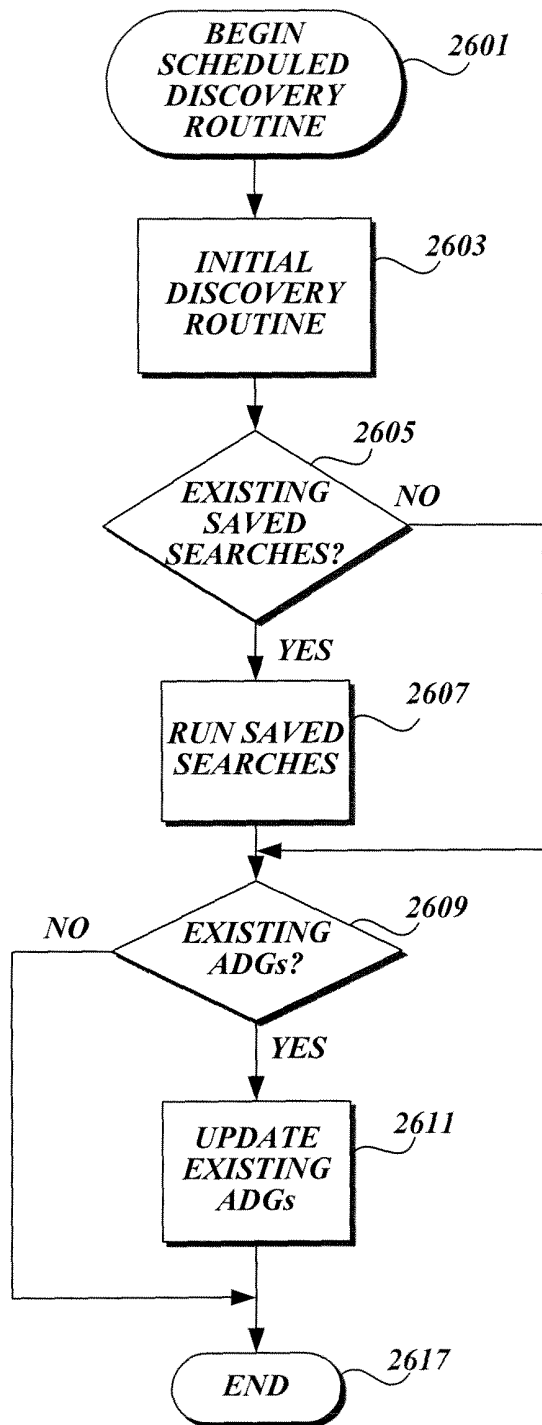 BEGIN
SCHEDULED
DISCOVERY
ROUTINE
2601
INITIAL
DISCOVERY
ROUTINE
2603
2605
EXISTING
SAVED
SEARCHES?
NO
YES
RUN SAVED
SEARCHES
2607
2609
NO
EXISTING
ADGs?
YES
UPDATE
EXISTING
ADGs
2611
END
2617